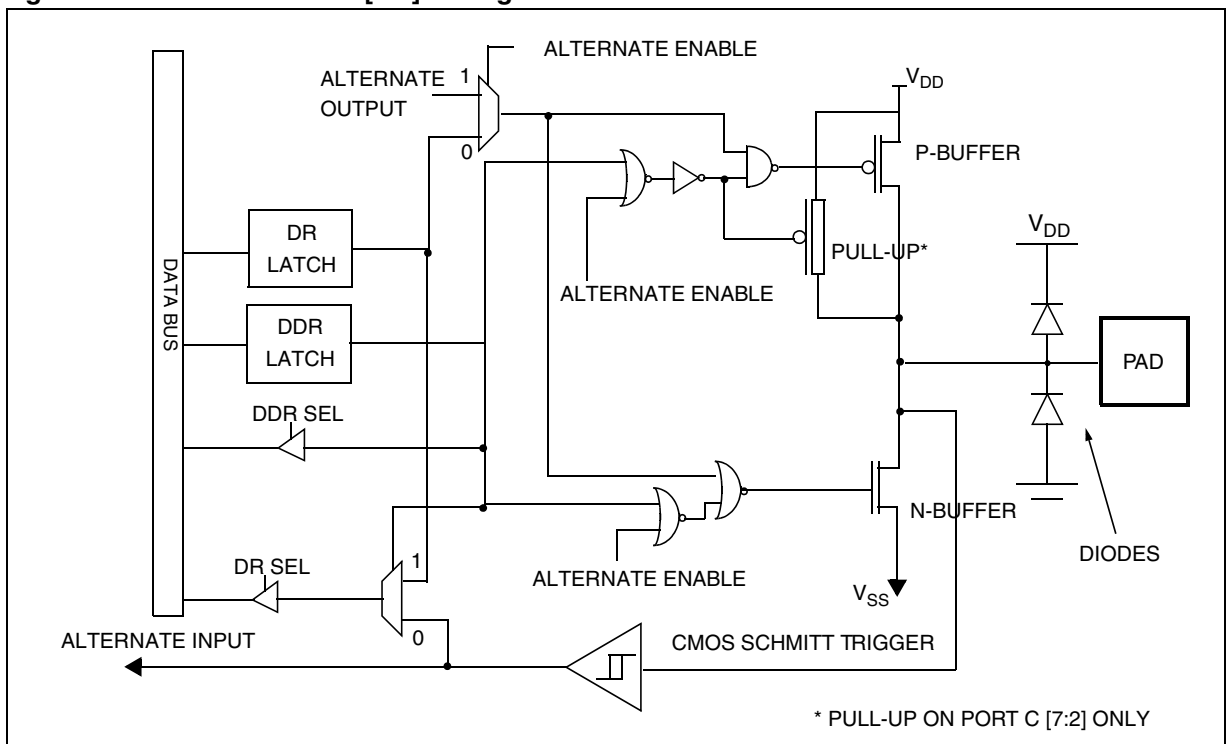 ALTERNATE ENABLE
ALTERNATE
OUTPUT
1
0
VDD
P-BUFFER
DR
LATCH
PULL-UP*
VDD
ALTERNATE ENABLE
DATA BUS
DDR
LATCH
PAD
DDR SEL
N-BUFFER
DIODES
DR SEL
1
0
ALTERNATE ENABLE
VSS
ALTERNATE INPUT
CMOS SCHMITT TRIGGER
* PULL-UP ON PORT C [7:2] ONLY